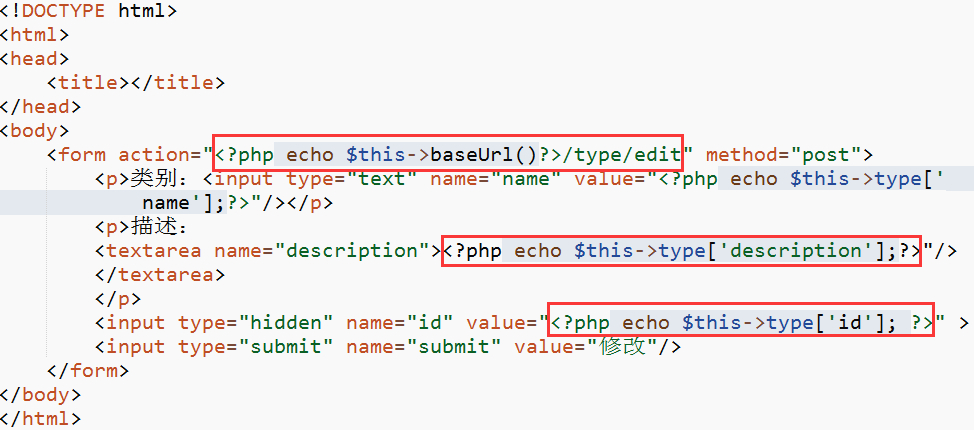 <!DOCTYPE html>
<html>
<head>
    <title></title>
</head>
<body>
    <form action="<?php echo $this->baseUrl()?>/type/edit" method="post">
        <p>类别：<input type="text" name="name" value="<?php echo $this->type['
            name'];?>"/></p>
        <p>描述：
        <textarea name="description"><?php echo $this->type['description'];?>"/>
        </textarea>
        </p>
        <input type="hidden" name="id" value="<?php echo $this->type['id']; ?>" >
        <input type="submit" name="submit" value="修改"/>
    </form>
</body>
</html>